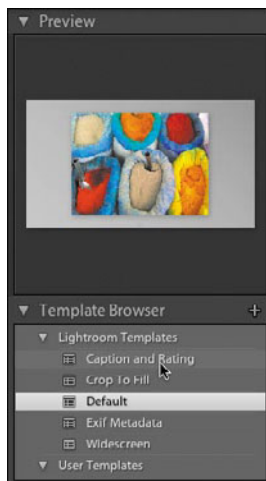 Preview
Template Browser
Lightroom Templates
Caption and Rating
Crop To Fill
Default
Exif Metadata
Widescreen
User Templates